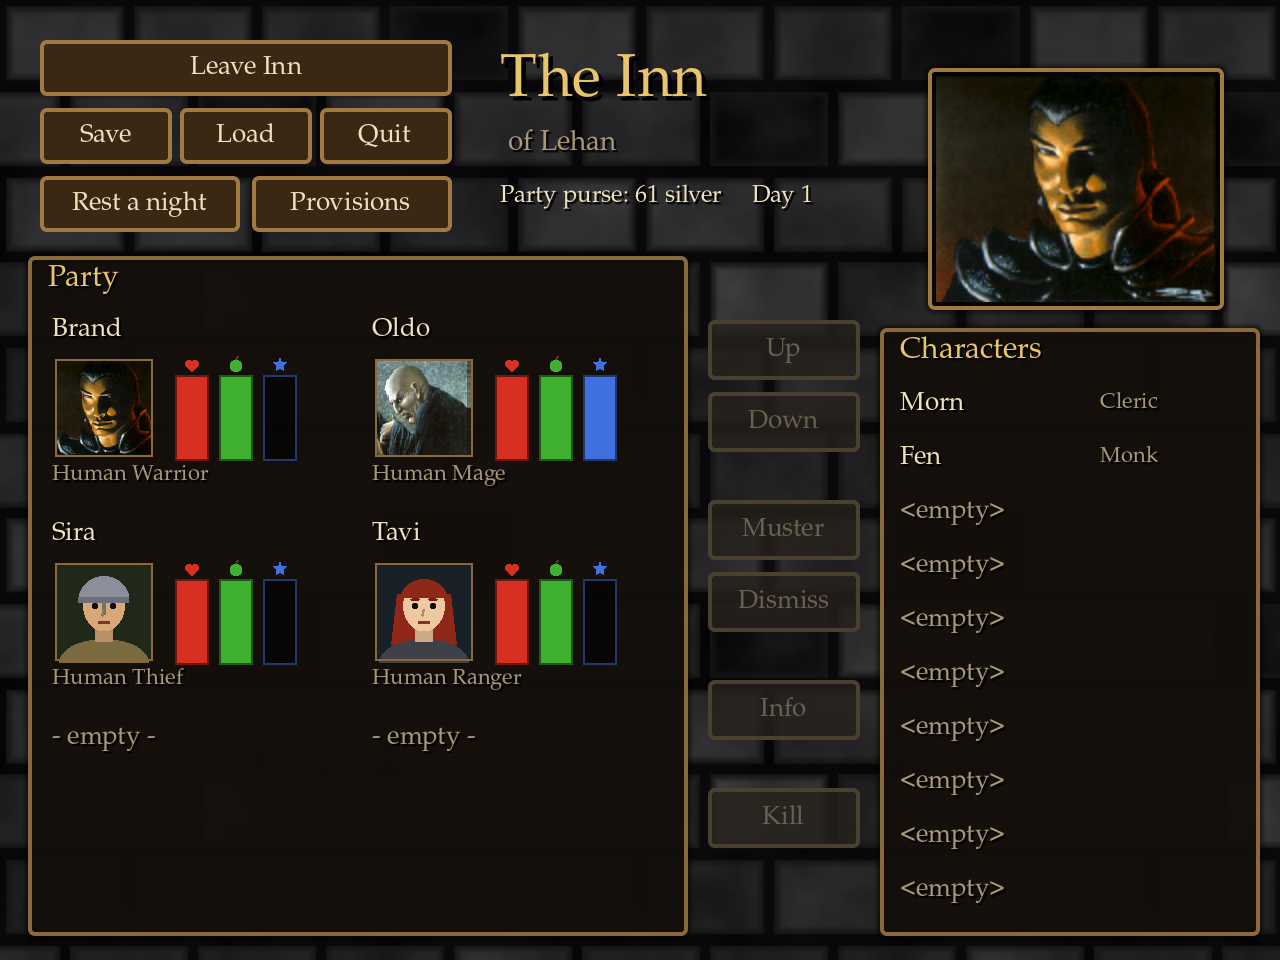 Leave Inn
Save Load Quit
Rest a night Provisions
The Inn
of Lehan
Party purse: 61 silver Day 1
Party
Brand Oldo
Human Warrior Human Mage
Sira Tavi
Human Thief Human Ranger
- empty - - empty -
Up
Down
Muster
Dismiss
Info
Kill
Characters
Morn Cleric
Fen Monk
<empty>
<empty>
<empty>
<empty>
<empty>
<empty>
<empty>
<empty>